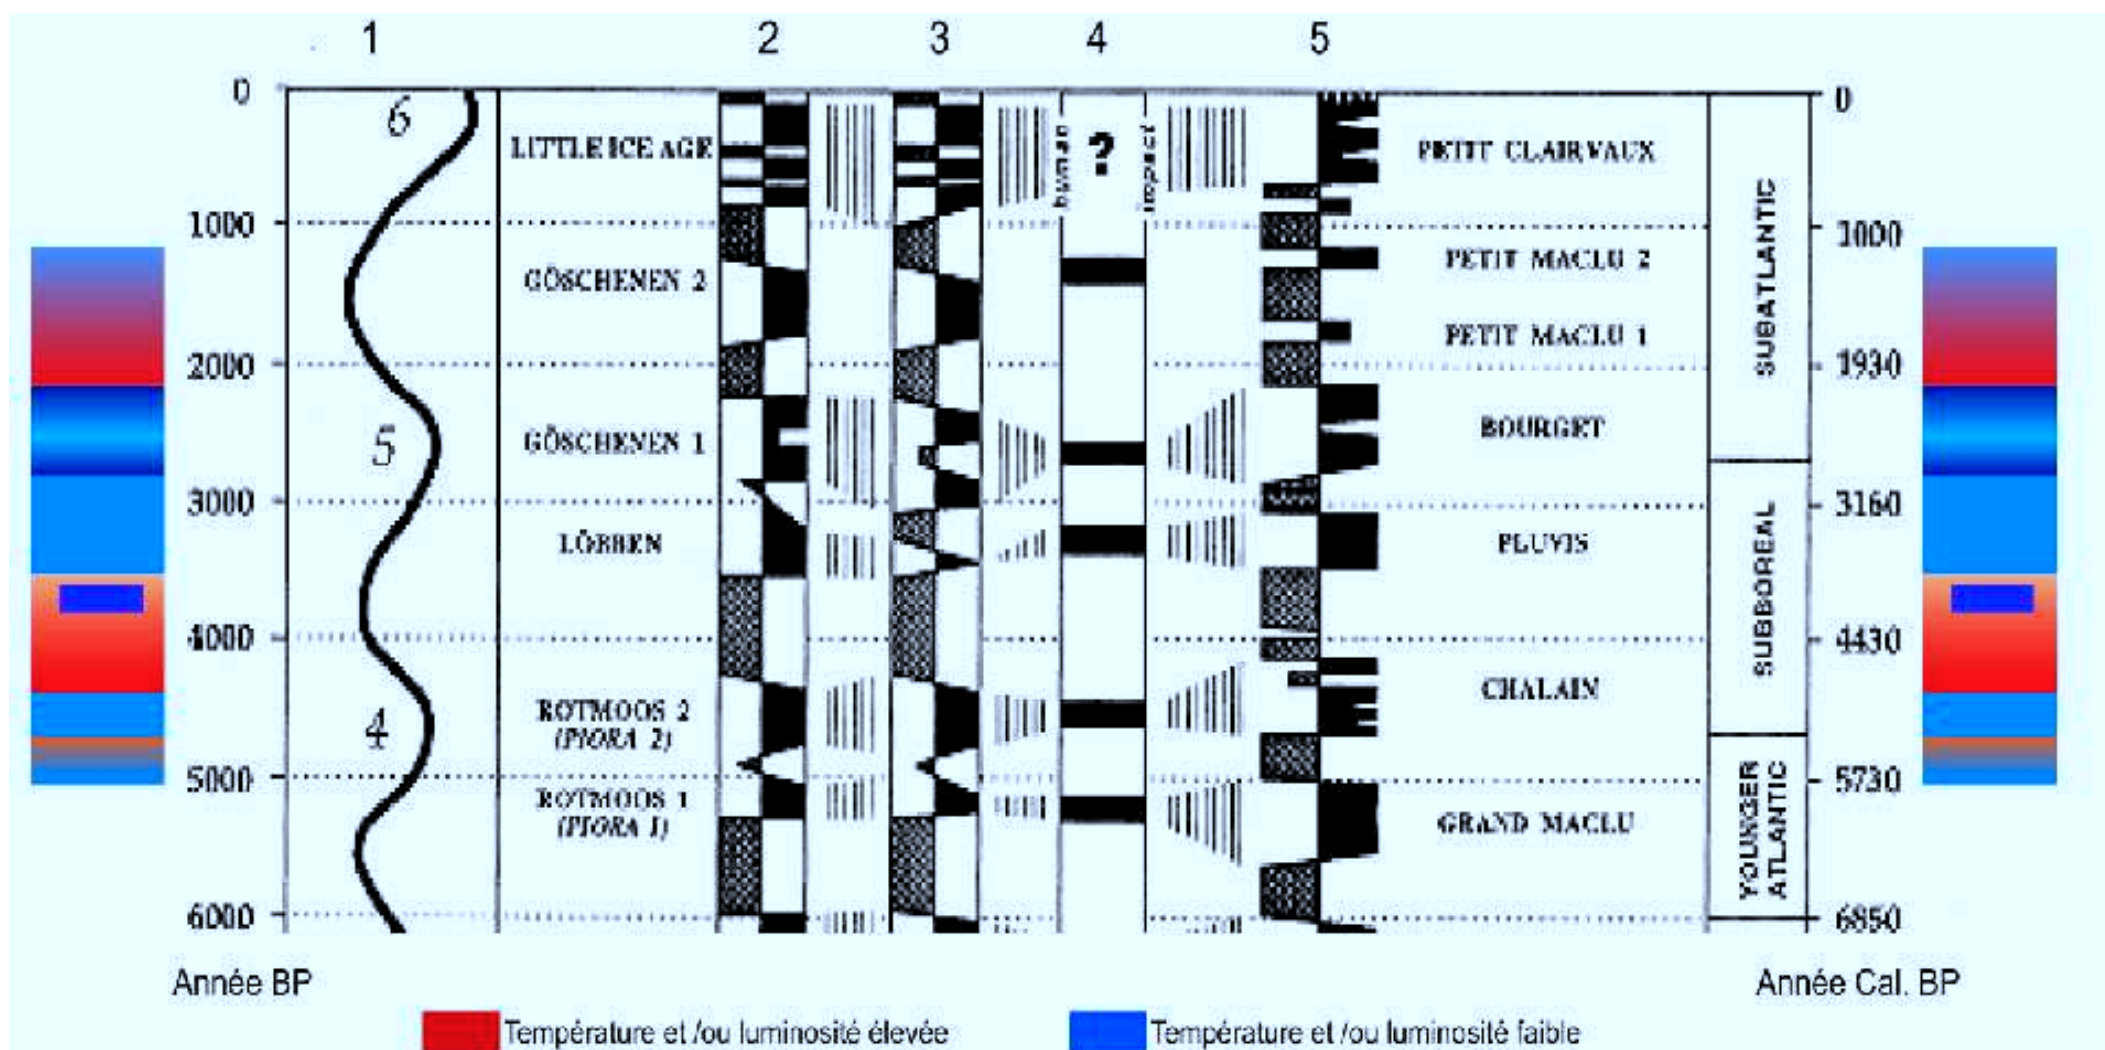 1 2 3 4 5
0 6 0
LITTLE ICE AGE human ? impact PETIT CLAIRVAUX
1000 1000
GÖSCHENEN 2 PETIT MACLU 2
PETIT MACLU 1
SUBATLANTIC
2000 1930
GÖSCHENEN 1 5 BOURGET
3000 3160
LÖBBEN PLUVIS
SUBBOREAL
4000 4430
4 ROTMOOS 2 CHALAIN
(PIORA 2)
5000 5730
ROTMOOS 1 GRAND MACLU
(PIORA 1)
YOUNGER
ATLANTIC
6000 6850
Année BP Année Cal. BP
Température et /ou luminosité élevée Température et /ou luminosité faible